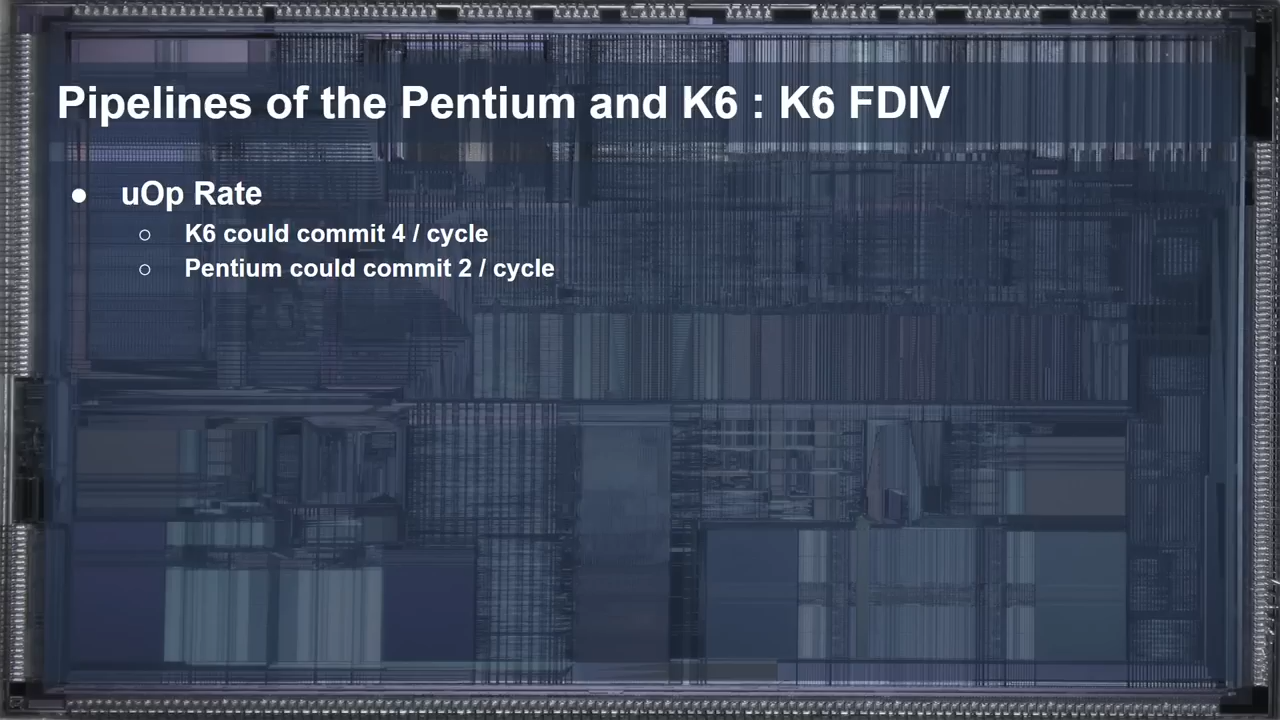 Pipelines of the Pentium and K6 : K6 FDIV
● uOp Rate
○ K6 could commit 4 / cycle
○ Pentium could commit 2 / cycle